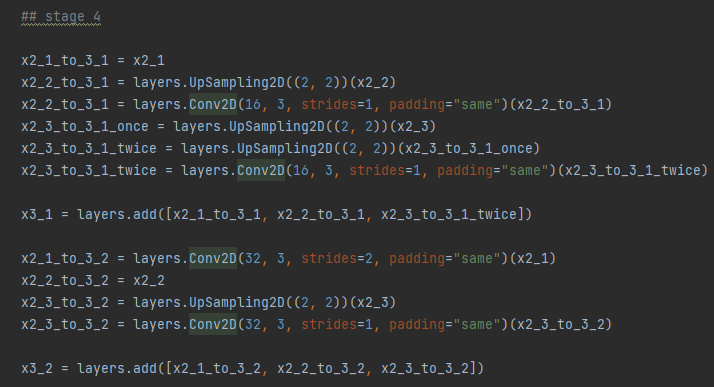 ## stage 4
x2_1_to_3_1 = x2_1
x2_2_to_3_1 = layers.UpSampling2D((2, 2))(x2_2)
x2_2_to_3_1 = layers.Conv2D(16, 3, strides=1, padding="same")(x2_2_to_3_1)
x2_3_to_3_1_once = layers.UpSampling2D((2, 2))(x2_3)
x2_3_to_3_1_twice = layers.UpSampling2D((2, 2))(x2_3_to_3_1_once)
x2_3_to_3_1_twice = layers.Conv2D(16, 3, strides=1, padding="same")(x2_3_to_3_1_twice)
x3_1 = layers.add([x2_1_to_3_1, x2_2_to_3_1, x2_3_to_3_1_twice])
x2_1_to_3_2 = layers.Conv2D(32, 3, strides=2, padding="same")(x2_1)
x2_2_to_3_2 = x2_2
x2_3_to_3_2 = layers.UpSampling2D((2, 2))(x2_3)
x2_3_to_3_2 = layers.Conv2D(32, 3, strides=1, padding="same")(x2_3_to_3_2)
x3_2 = layers.add([x2_1_to_3_2, x2_2_to_3_2, x2_3_to_3_2])